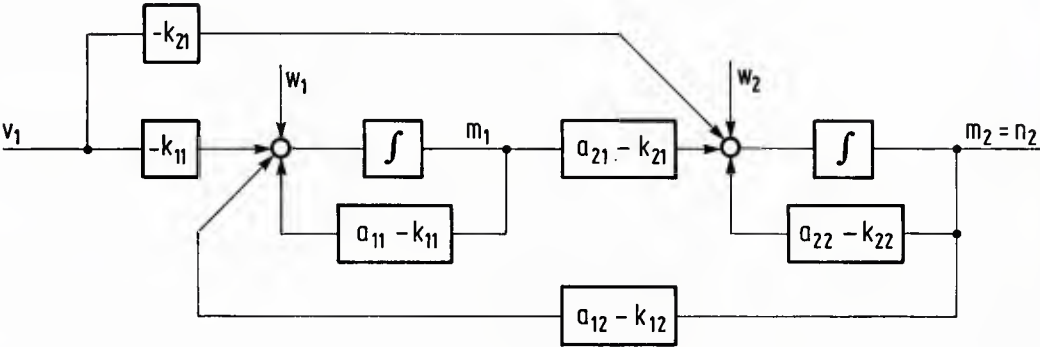 -k₂₁
w₁
w₂
v₁
-k₁₁
∫
m₁
a₂₁ - k₂₁
∫
m₂ = n₂
a₁₁ - k₁₁
a₂₂ - k₂₂
a₁₂ - k₁₂